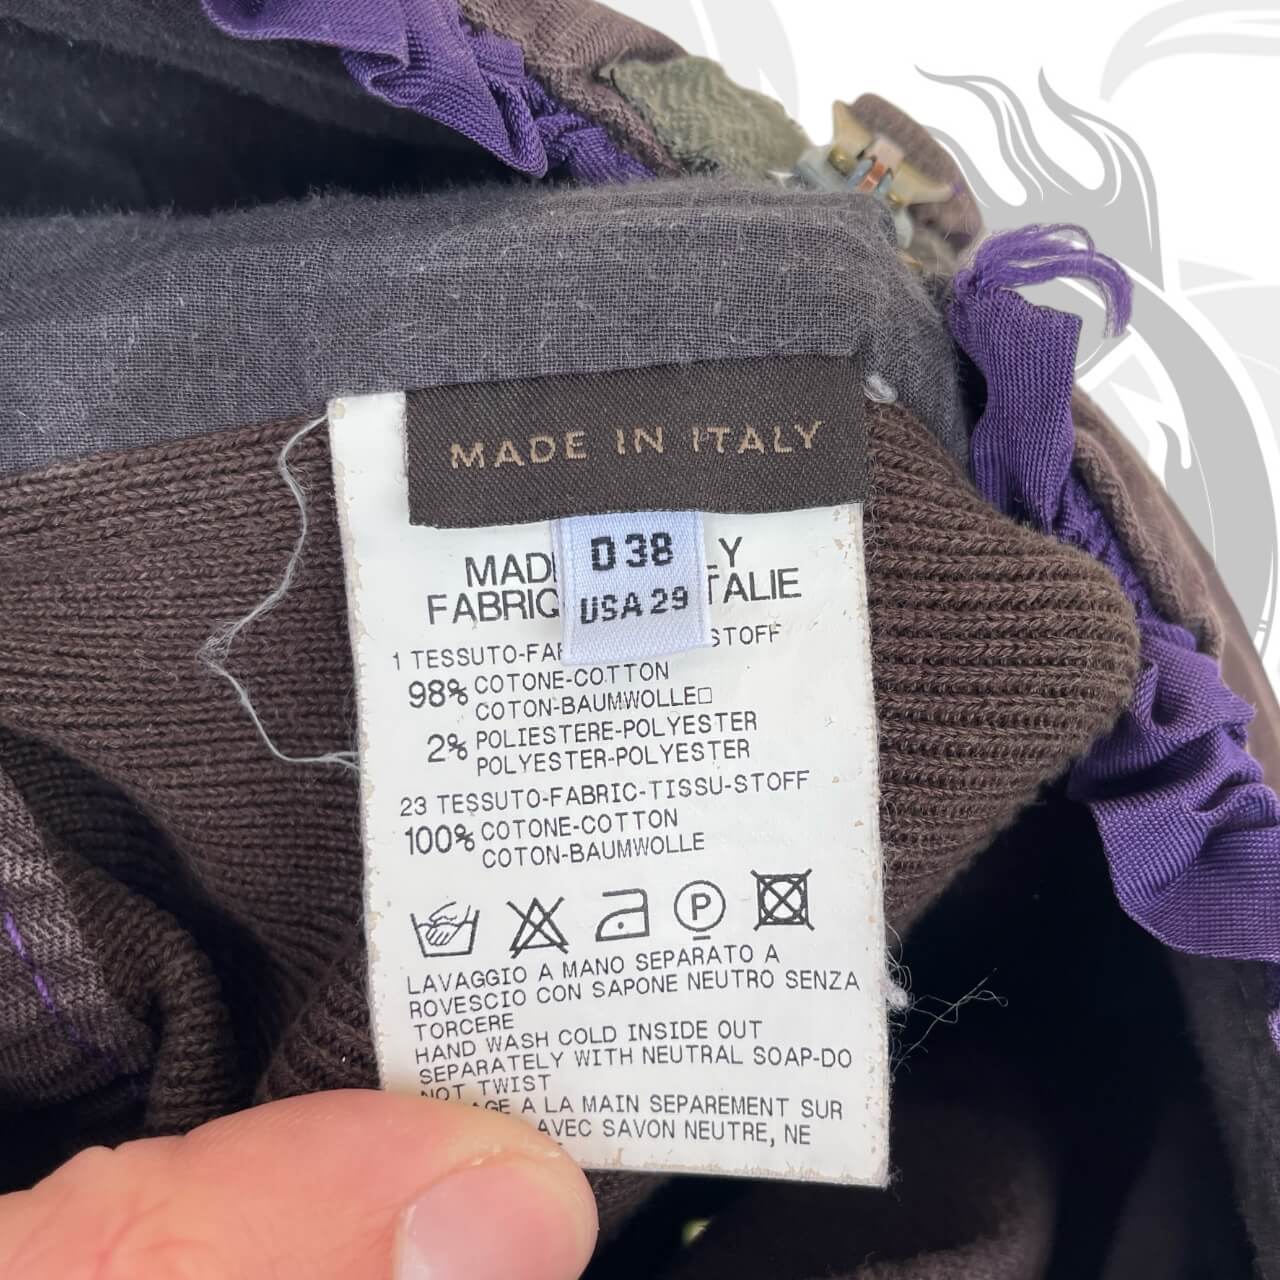 MADE IN ITALY
D 38
USA 29
MAD Y
FABRIQ TALIE
1 TESSUTO-FA STOFF
98% COTONE-COTTON
COTON-BAUMWOLLE□
2% POLIESTERE-POLYESTER
POLYESTER-POLYESTER
23 TESSUTO-FABRIC-TISSU-STOFF
100% COTONE-COTTON
COTON-BAUMWOLLE
P
LAVAGGIO A MANO SEPARATO A
ROVESCIO CON SAPONE NEUTRO SENZA
TORCERE
HAND WASH COLD INSIDE OUT
SEPARATELY WITH NEUTRAL SOAP-DO
NOT TWIST
AGE A LA MAIN SEPAREMENT SUR
AVEC SAVON NEUTRE, NE